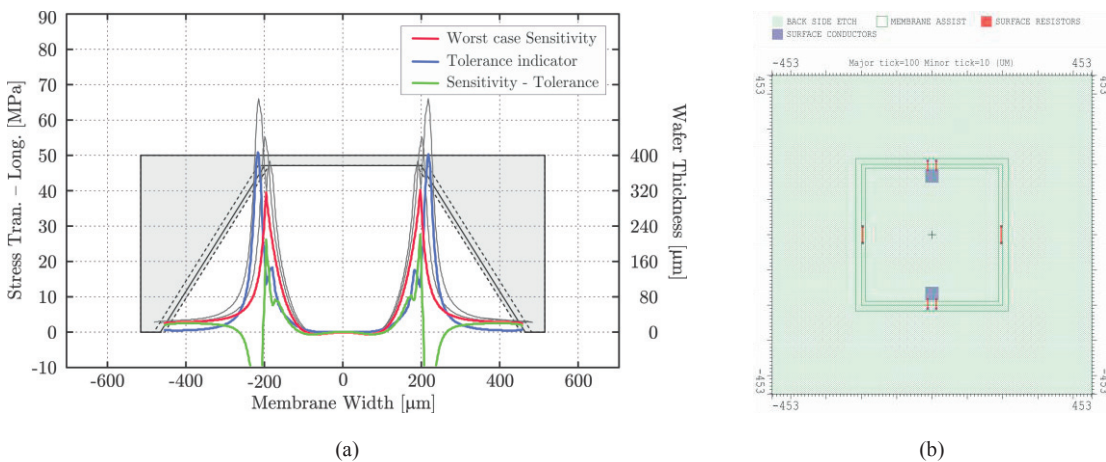 90
80
70
60
50
40
30
20
10
0
-10
Stress Tran. – Long. [MPa]
Worst case Sensitivity
Tolerance indicator
Sensitivity - Tolerance
400
360
320
240
160
80
0
Wafer Thickness [μm]
-600 -400 -200 0 200 400 600
Membrane Width [μm]
(a)
BACK SIDE ETCH MEMBRANE ASSIST SURFACE RESISTORS
SURFACE CONDUCTORS
-453 453
Major tick=100 Minor tick=10 (UM)
453 453
-453 -453
-453 453
(b)